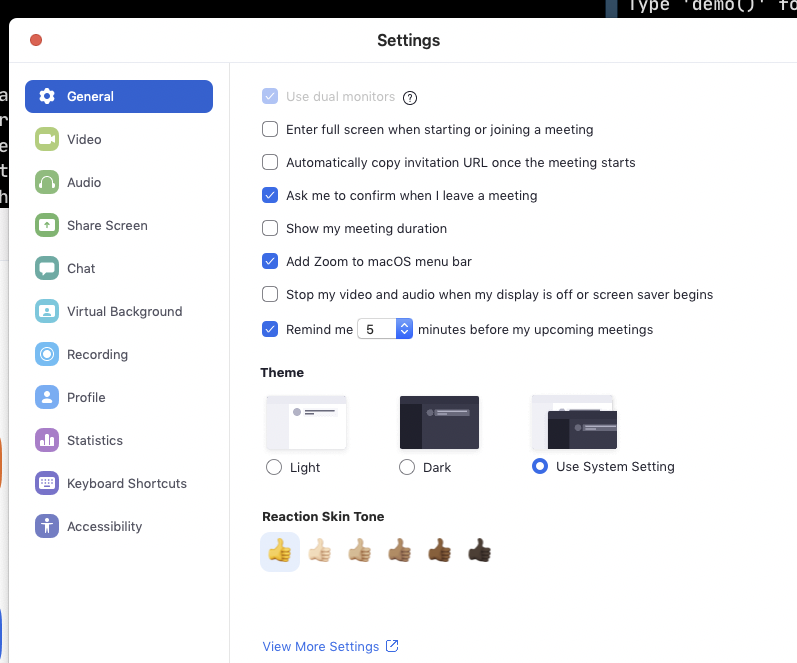 Type 'demo()' fo
Settings
General
Video
Audio
Share Screen
Chat
Virtual Background
Recording
Profile
Statistics
Keyboard Shortcuts
Accessibility
Use dual monitors ?
Enter full screen when starting or joining a meeting
Automatically copy invitation URL once the meeting starts
Ask me to confirm when I leave a meeting
Show my meeting duration
Add Zoom to macOS menu bar
Stop my video and audio when my display is off or screen saver begins
Remind me 5 minutes before my upcoming meetings
Theme
Light
Dark
Use System Setting
Reaction Skin Tone
View More Settings